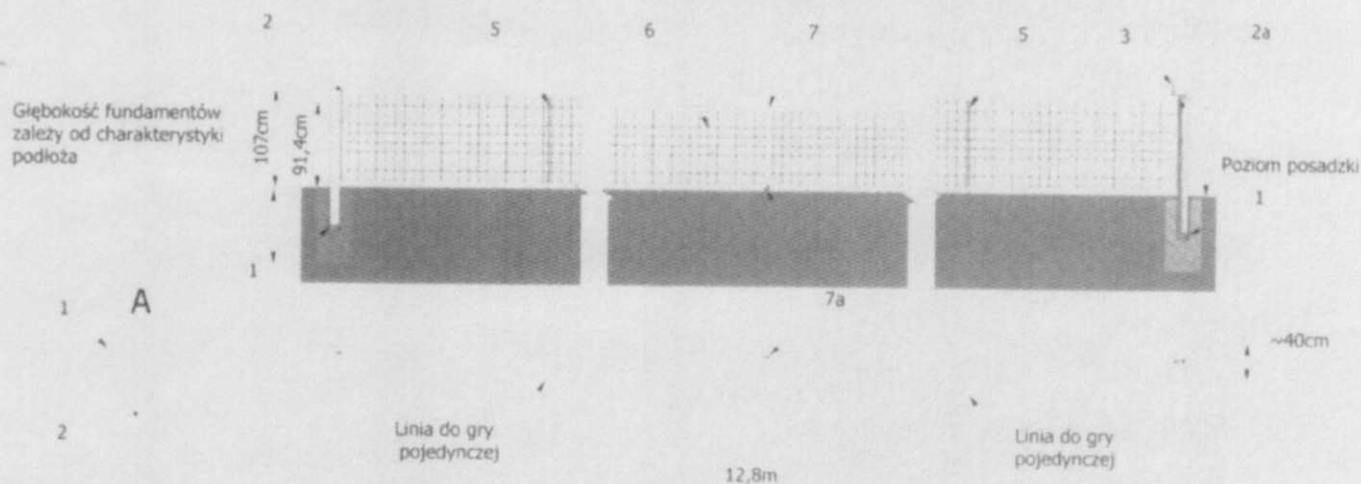 2
5
6
7
5
3
2a
Głębokość fundamentów
zależy od charakterystyki
podłoża
107cm
91,4cm
Poziom posadzki
1
1
1
A
7a
~40cm
2
Linia do gry
pojedynczej
Linia do gry
pojedynczej
12,8m